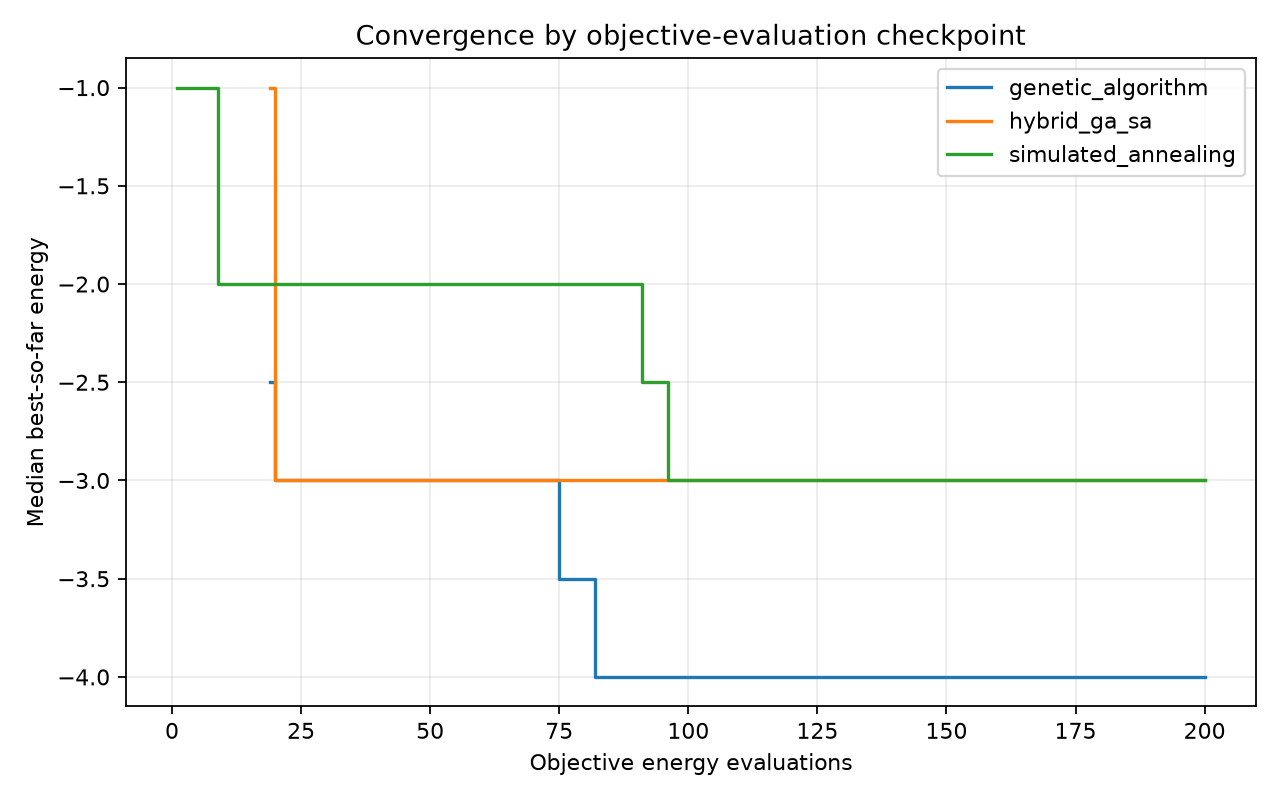 Convergence by objective-evaluation checkpoint
genetic_algorithm
hybrid_ga_sa
simulated_annealing
Median best-so-far energy
−1.0
−1.5
−2.0
−2.5
−3.0
−3.5
−4.0
0 25 50 75 100 125 150 175 200
Objective energy evaluations